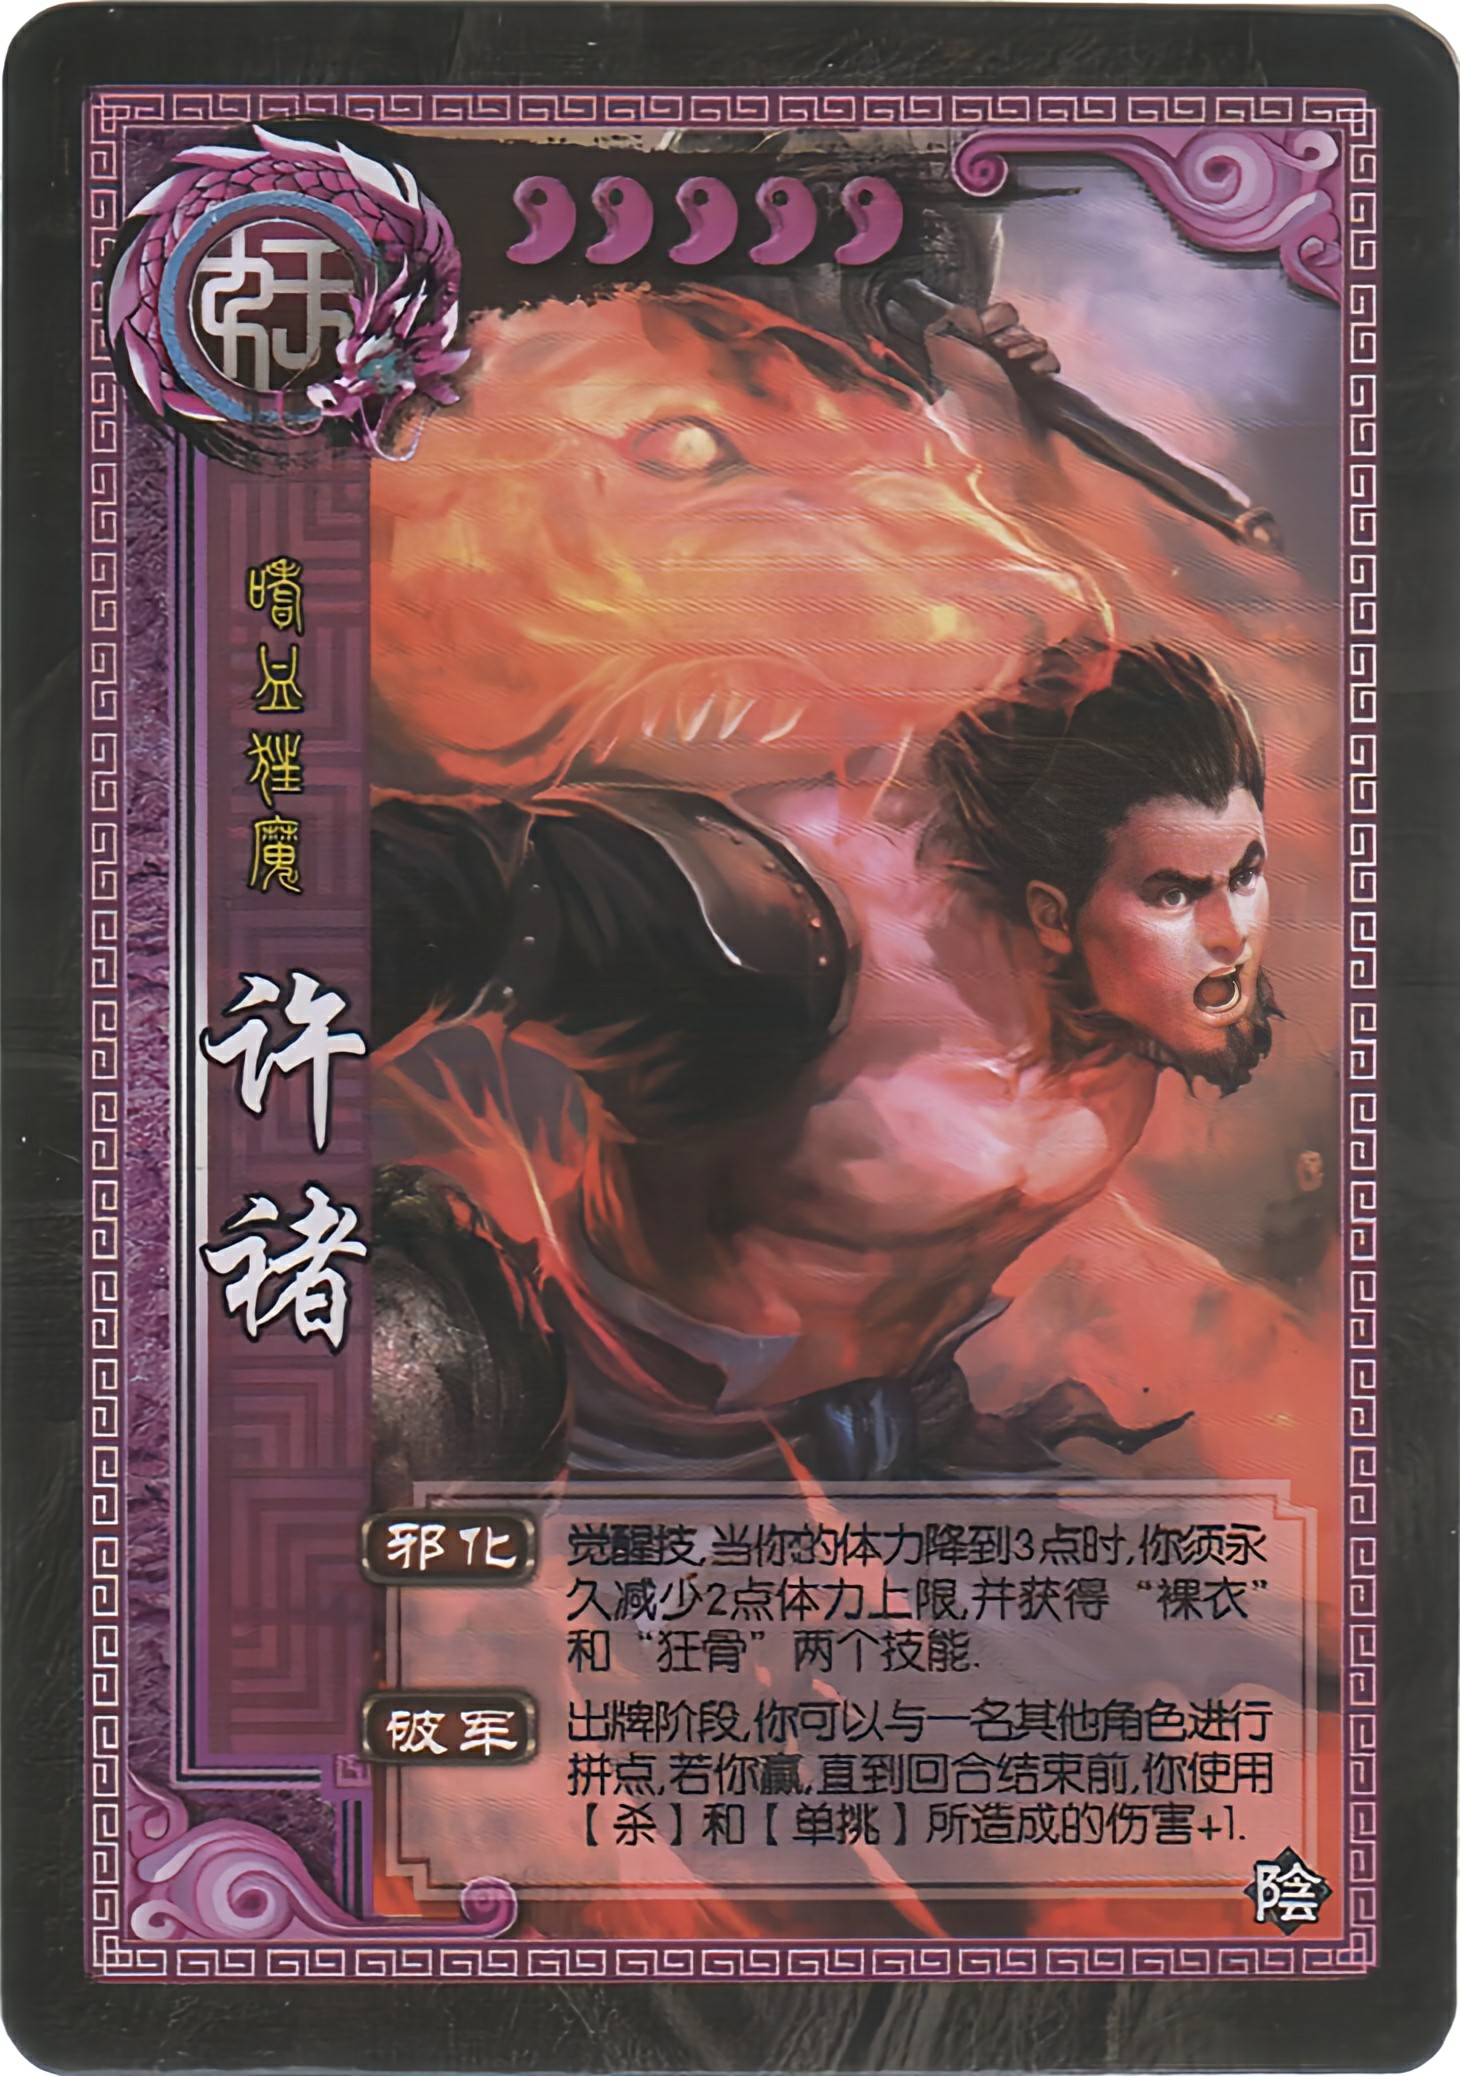 奸
嗜血狂魔
许褚
邪化
觉醒技,当你的体力降到3点时,你须永
久减少2点体力上限,并获得“裸衣”
和“狂骨”两个技能.
破军
出牌阶段,你可以与一名其他角色进行
拼点,若你赢,直到回合结束前,你使用
【杀】和【单挑】所造成的伤害+1.
陰